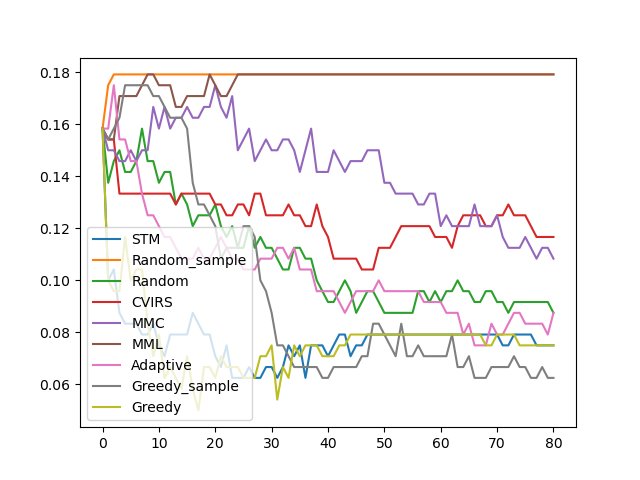 0.18
0.16
0.14
0.12
0.10
0.08
0.06
STM
Random_sample
Random
CVIRS
MMC
MML
Adaptive
Greedy_sample
Greedy
0 10 20 30 40 50 60 70 80